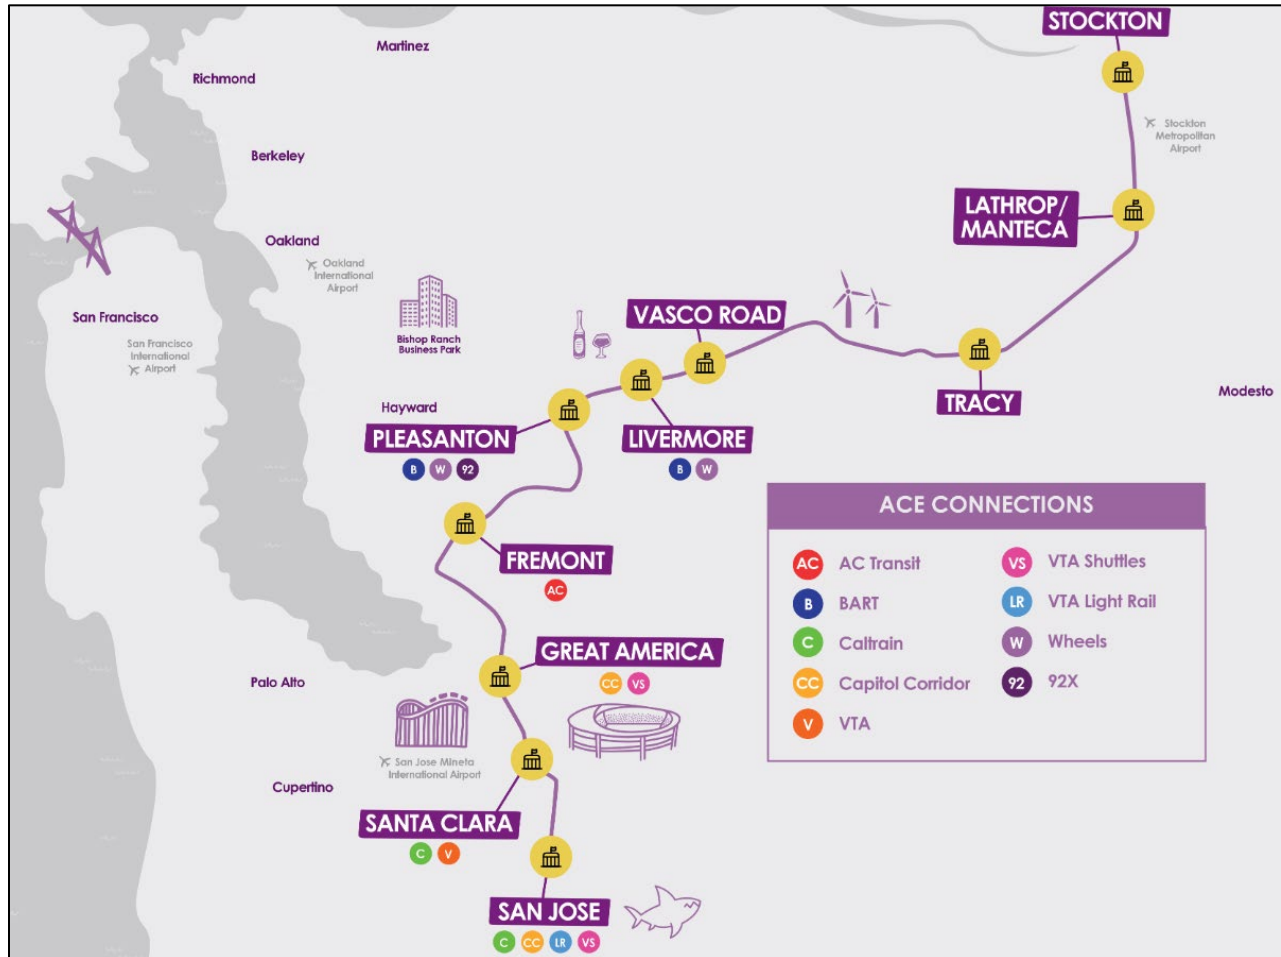 STOCKTON
Martinez
Richmond
Stockton
Metropolitan
Airport
Berkeley
LATHROP/
MANTECA
Oakland
Oakland
International
Airport
San Francisco
San Francisco
International
Airport
Bishop Ranch
Business Park
VASCO ROAD
TRACY
Modesto
Hayward
PLEASANTON
B W 92
LIVERMORE
B W
FREMONT
AC
GREAT AMERICA
CC VS
Palo Alto
San Jose Mineta
International Airport
Cupertino
SANTA CLARA
C V
SAN JOSE
C CC LR VS
ACE CONNECTIONS
AC AC Transit
B BART
C Caltrain
CC Capitol Corridor
V VTA
VS VTA Shuttles
LR VTA Light Rail
W Wheels
92 92X